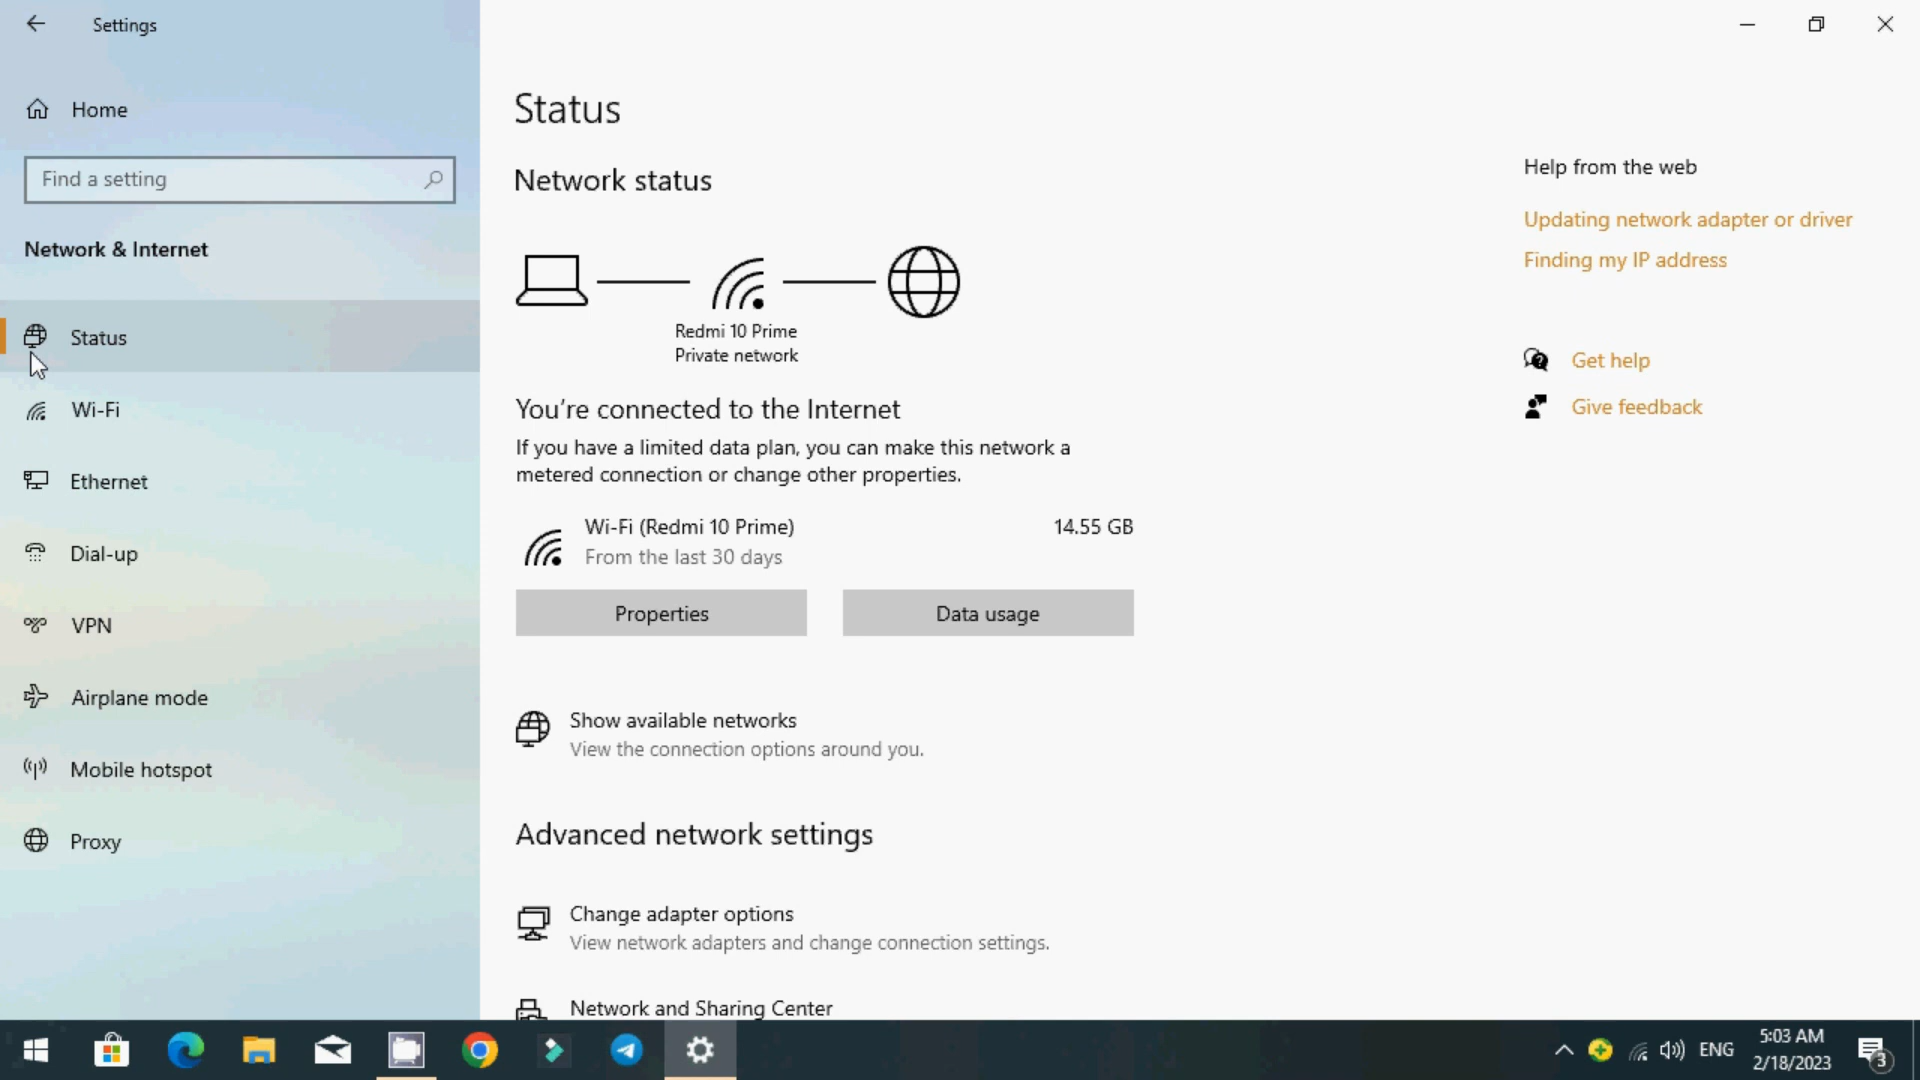 Settings
Home
Find a setting
Network & Internet
Status
Wi-Fi
Ethernet
Dial-up
VPN
Airplane mode
Mobile hotspot
Proxy
Status
Network status
Redmi 10 Prime
Private network
You're connected to the Internet
If you have a limited data plan, you can make this network a
metered connection or change other properties.
Wi-Fi (Redmi 10 Prime) 14.55 GB
From the last 30 days
Properties Data usage
Show available networks
View the connection options around you.
Advanced network settings
Change adapter options
View network adapters and change connection settings.
Network and Sharing Center
Help from the web
Updating network adapter or driver
Finding my IP address
Get help
Give feedback
ENG
5:03 AM
2/18/2023
3